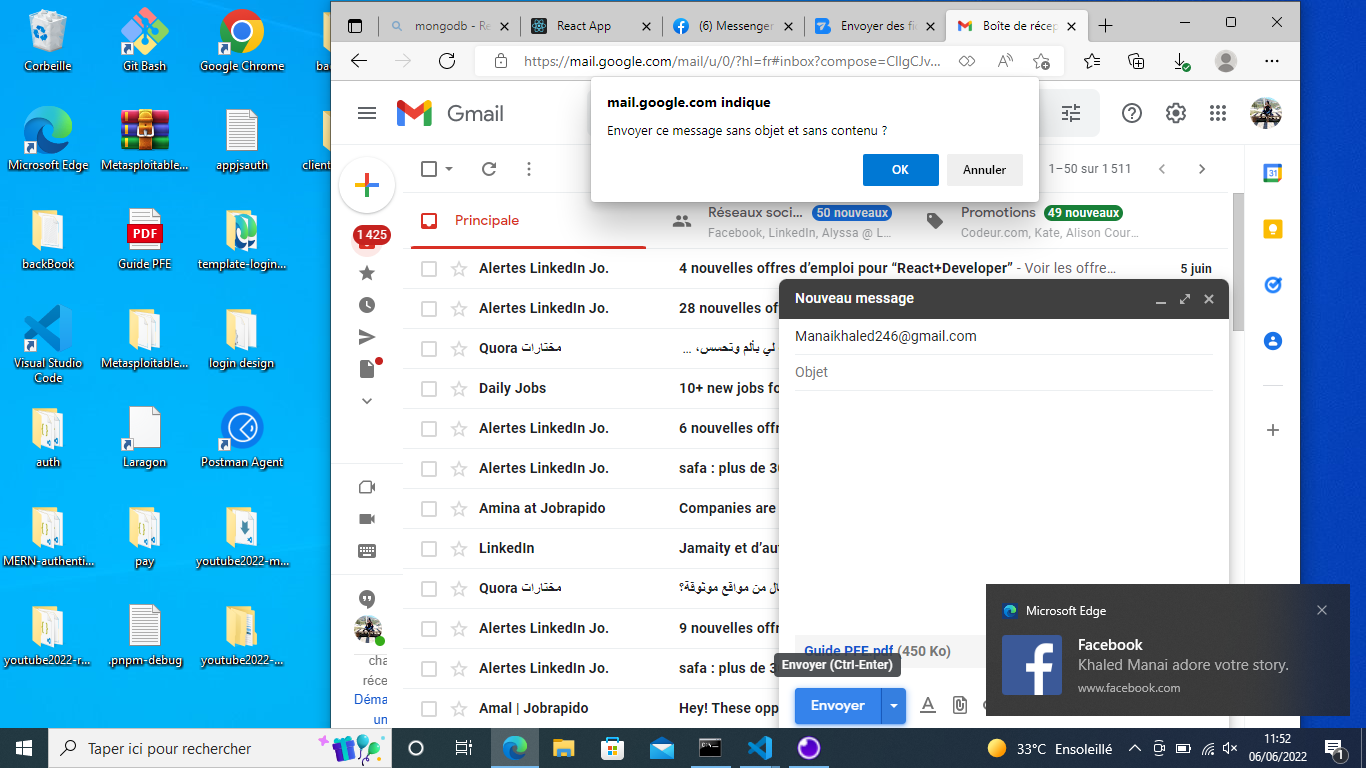 Corbeille
Git Bash
Google Chrome
Microsoft Edge
Metasploitable...
appjsauth
client
backBook
Guide PFE
PDF
template-login...
Visual Studio
Code
Metasploitable...
login design
auth
Laragon
Postman Agent
MERN-authenti...
pay
youtube2022-m...
youtube2022-r...
.pnpm-debug
youtube2022-...
mongodb - Re
React App
(6) Messenger
Envoyer des fic
Boîte de récep
https://mail.google.com/mail/u/0/?hl=fr#inbox?compose=CllgCJv...
mail.google.com indique
Envoyer ce message sans objet et sans contenu ?
OK
Annuler
Gmail
1–50 sur 1 511
31
1 425
Principale
Réseaux soci...
50 nouveaux
Facebook, LinkedIn, Alyssa @ L...
Promotions
49 nouveaux
Codeur.com, Kate, Alison Cour...
Alertes LinkedIn Jo.
4 nouvelles offres d’emploi pour “React+Developer” - Voir les offre...
5 juin
Alertes LinkedIn Jo.
28 nouvelles of
Quora مختارات
لي بألم وتحسس، ...
Daily Jobs
10+ new jobs fo
Alertes LinkedIn Jo.
6 nouvelles offr
Alertes LinkedIn Jo.
safa : plus de 30
Amina at Jobrapido
Companies are
LinkedIn
Jamaity et d’au
Quora مختارات
من مواقع موثوقة؟
Alertes LinkedIn Jo.
9 nouvelles offr
Alertes LinkedIn Jo.
safa : plus de 3
Amal | Jobrapido
Hey! These opp
cha
réce
Déma
un
Nouveau message
Manaikhaled246@gmail.com
Objet
Guide PFE.pdf (450 Ko)
Envoyer (Ctrl-Enter)
Envoyer
Microsoft Edge
Facebook
Khaled Manai adore votre story.
www.facebook.com
Taper ici pour rechercher
33°C Ensoleillé
11:52
06/06/2022
1